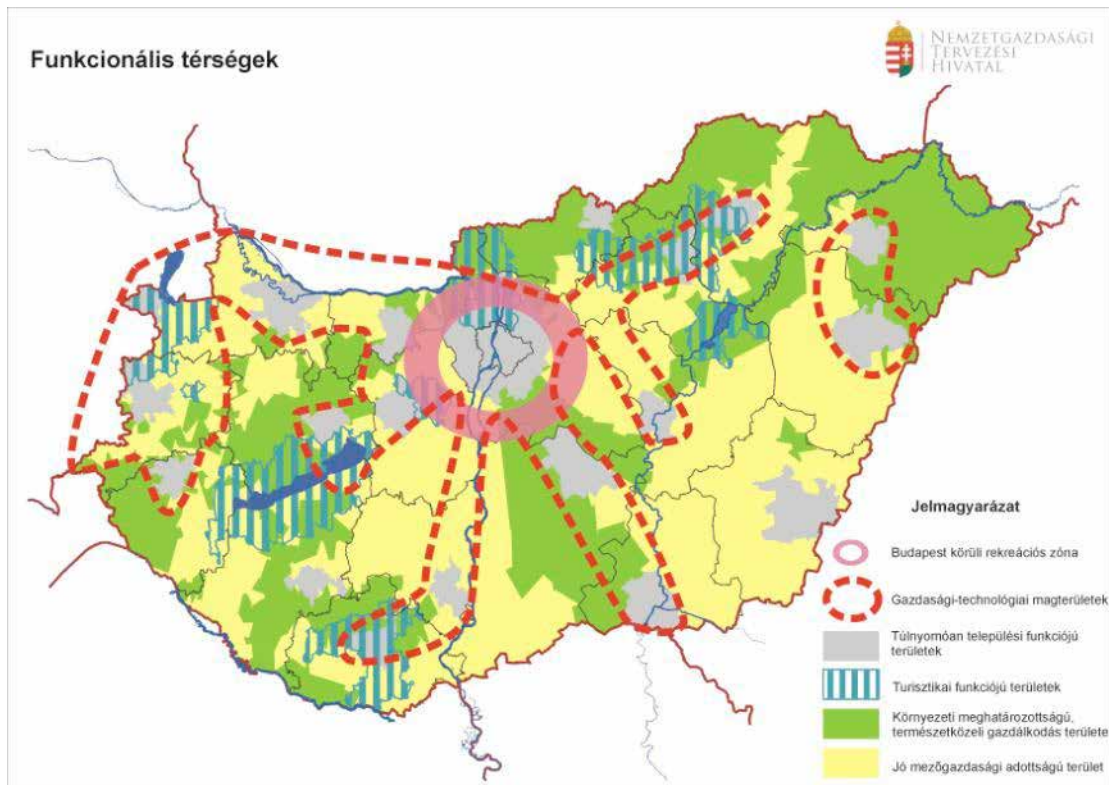 Funkcionális térségek
NEMZETGAZDASÁGI
TERVEZÉSI
HIVATAL
Jelmagyarázat
Budapest körüli rekreációs zóna
Gazdasági-technológiai magterületek
Túlnyomóan települési funkciójú
területek
Turisztikai funkciójú területek
Környezeti meghatározottságú,
természetközeli gazdálkodás területe
Jó mezõgazdasági adottságú terület